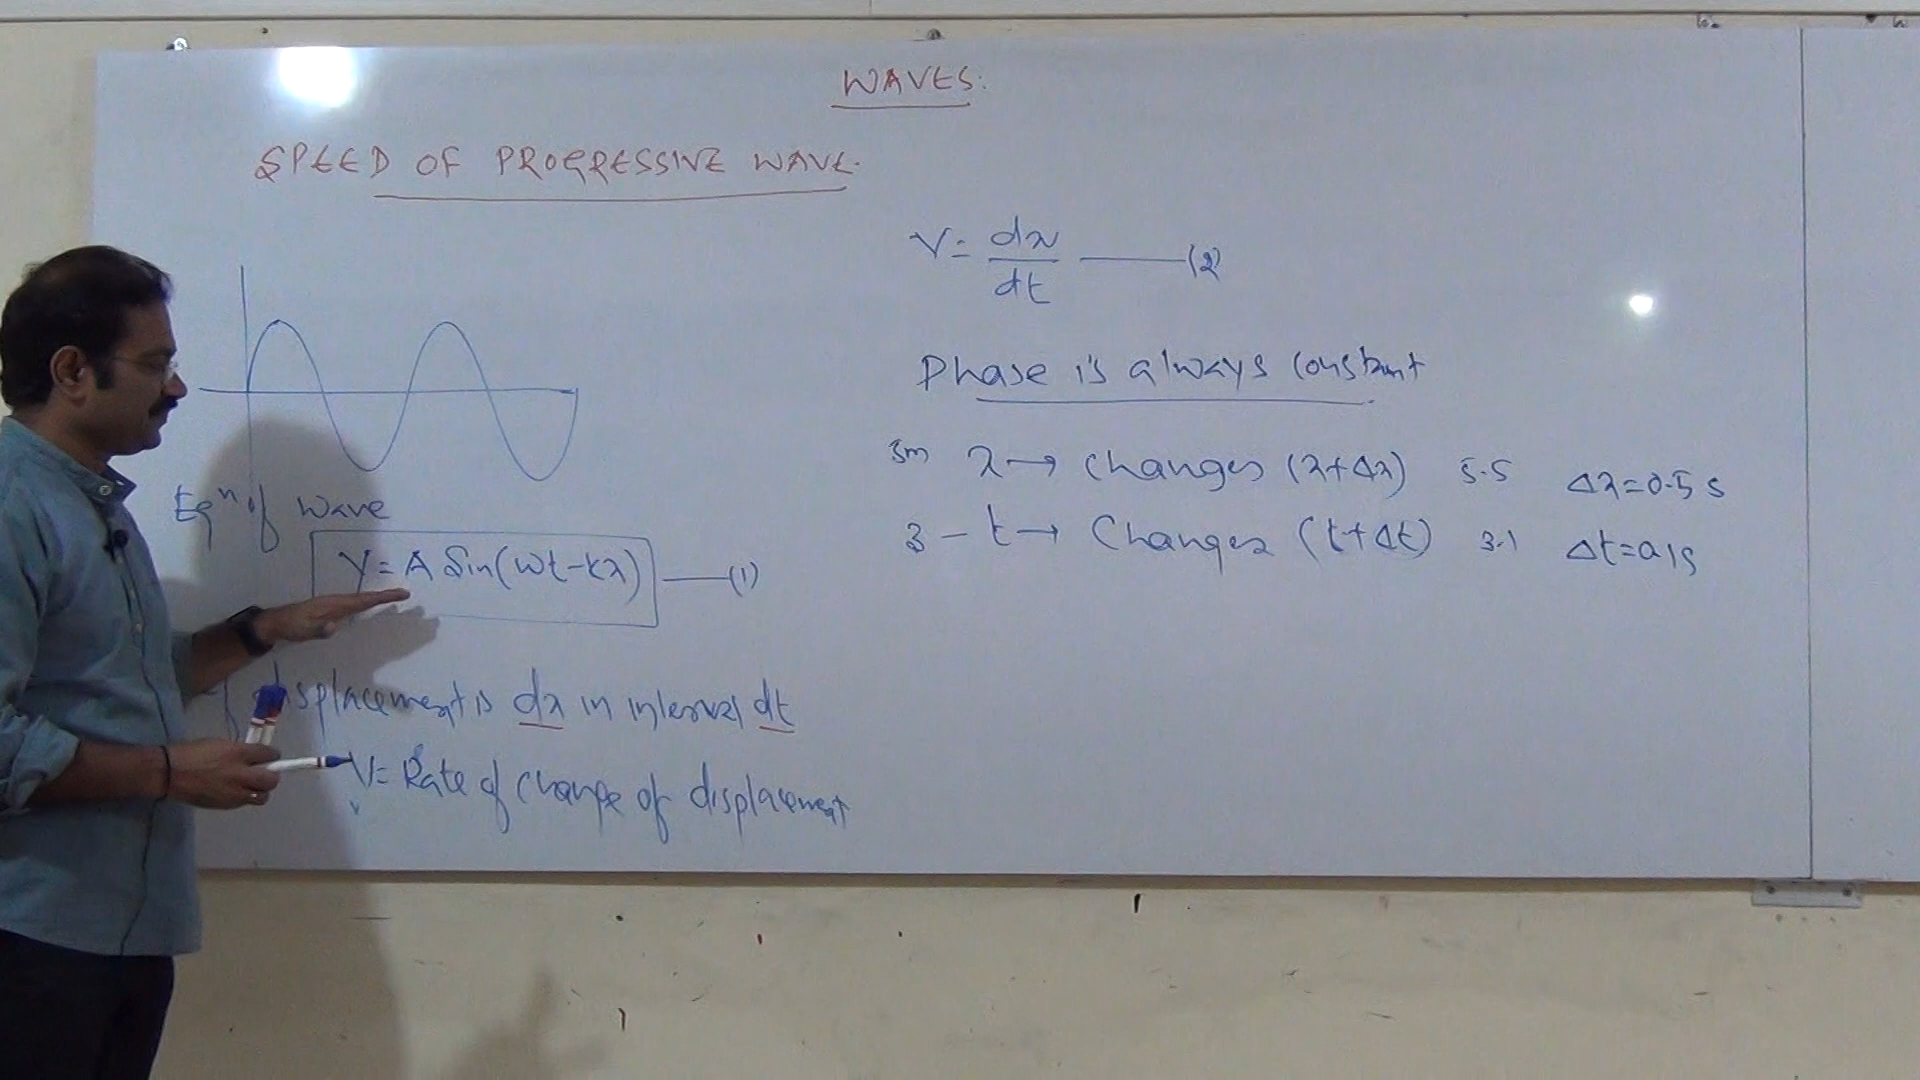 WAVES:
SPEED OF PROGRESSIVE WAVE.
Eqⁿ of wave
Y = A Sin(ωt-kx) —— (1)
displacement is dx in interval dt
V = Rate of change of displacement
V = dx/dt —— (2)
Phase is always constant
5m x → changes (x+Δx) 5.5 Δx=0.5 s
3 - t → Changes (t+Δt) 3.1 Δt=0.1s